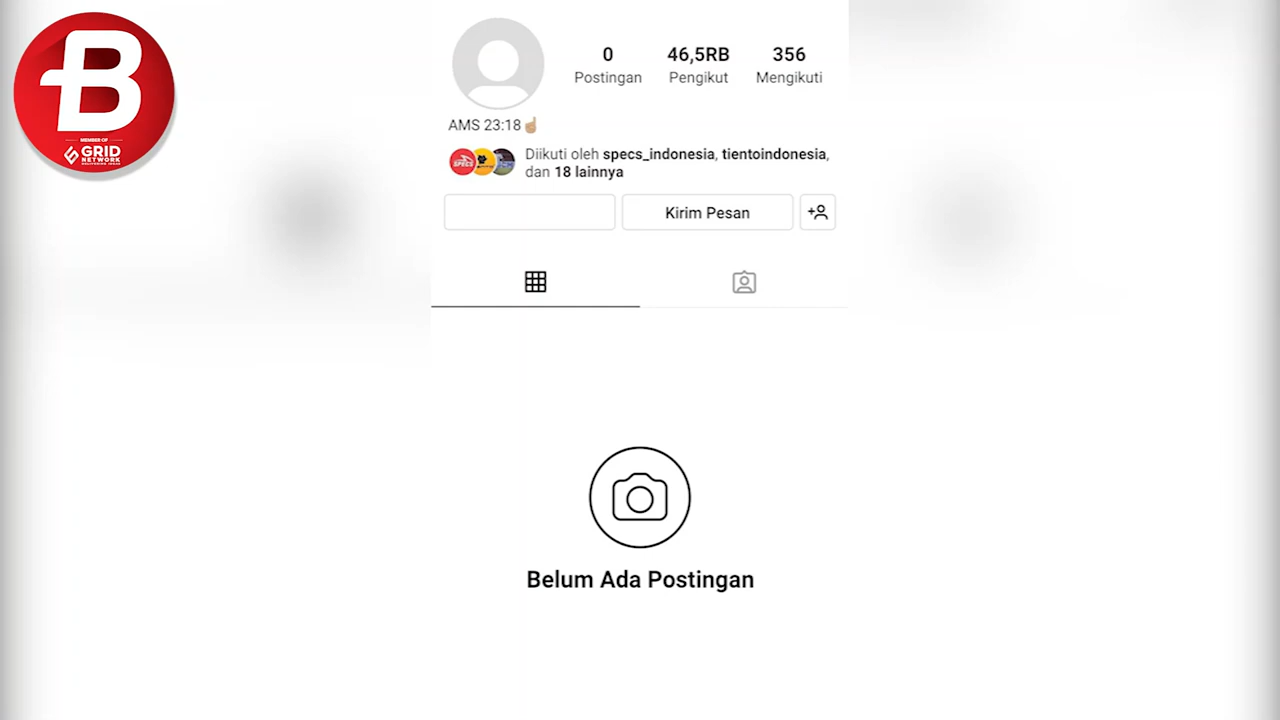 B
MEMBER OF
GRID
NETWORK
0
46,5RB
356
Postingan
Pengikut
Mengikuti
AMS 23:18☝🏼
SPECS
Diikuti oleh specs_indonesia, tientoindonesia,
dan 18 lainnya
Kirim Pesan
Belum Ada Postingan